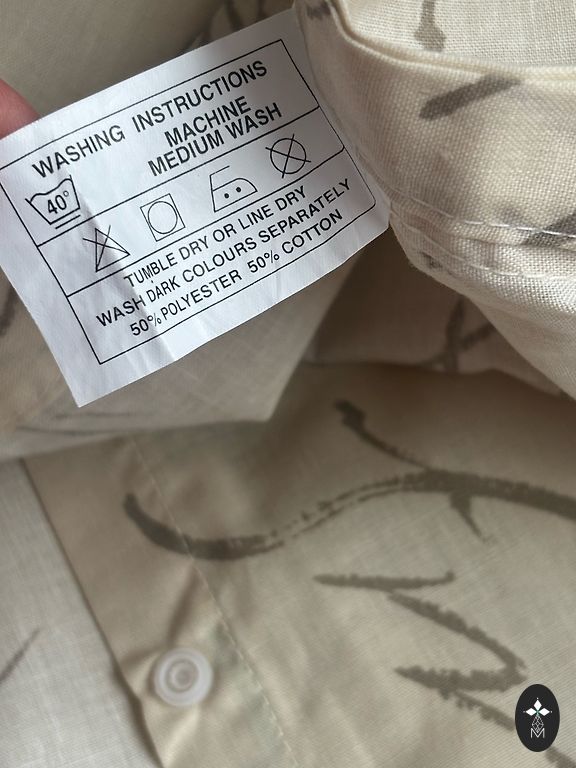 WASHING INSTRUCTIONS
MACHINE
MEDIUM WASH
40°
TUMBLE DRY OR LINE DRY
WASH DARK COLOURS SEPARATELY
50% POLYESTER 50% COTTON
M